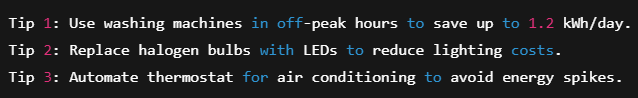 Tip 1: Use washing machines in off-peak hours to save up to 1.2 kWh/day.
Tip 2: Replace halogen bulbs with LEDs to reduce lighting costs.
Tip 3: Automate thermostat for air conditioning to avoid energy spikes.